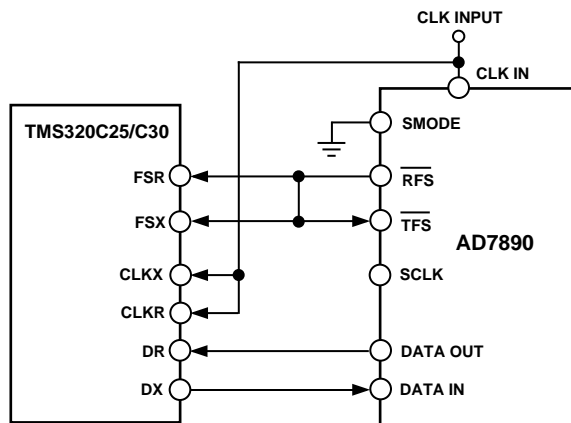 CLK INPUT
CLK IN
TMS320C25/C30
SMODE
FSR
RFS
FSX
TFS
AD7890
CLKX
SCLK
CLKR
DR
DATA OUT
DX
DATA IN